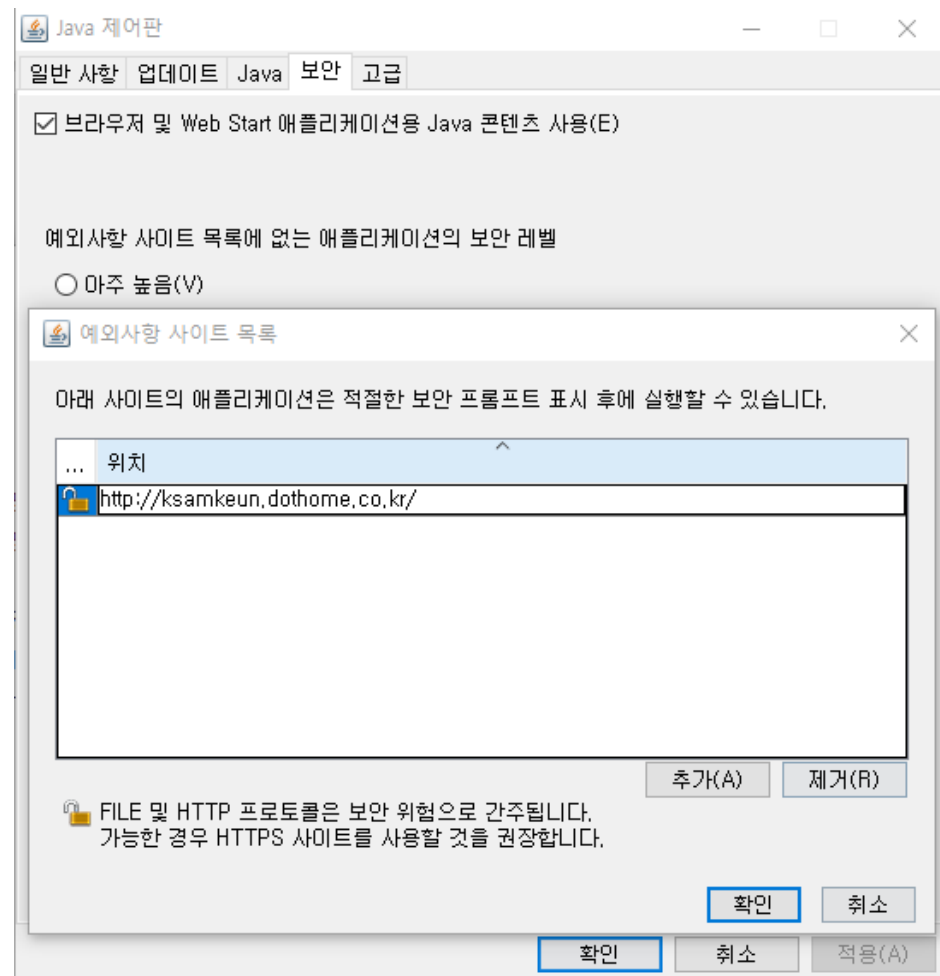 Java 제어판
일반 사항 업데이트 Java 보안 고급
브라우저 및 Web Start 애플리케이션용 Java 콘텐츠 사용(E)
예외사항 사이트 목록에 없는 애플리케이션의 보안 레벨
아주 높음(V)
예외사항 사이트 목록
아래 사이트의 애플리케이션은 적절한 보안 프롬프트 표시 후에 실행할 수 있습니다.
... 위치
http://ksamkeun.dothome.co.kr/
추가(A) 제거(R)
FILE 및 HTTP 프로토콜은 보안 위험으로 간주됩니다.
가능한 경우 HTTPS 사이트를 사용할 것을 권장합니다.
확인 취소
확인 취소 적용(A)